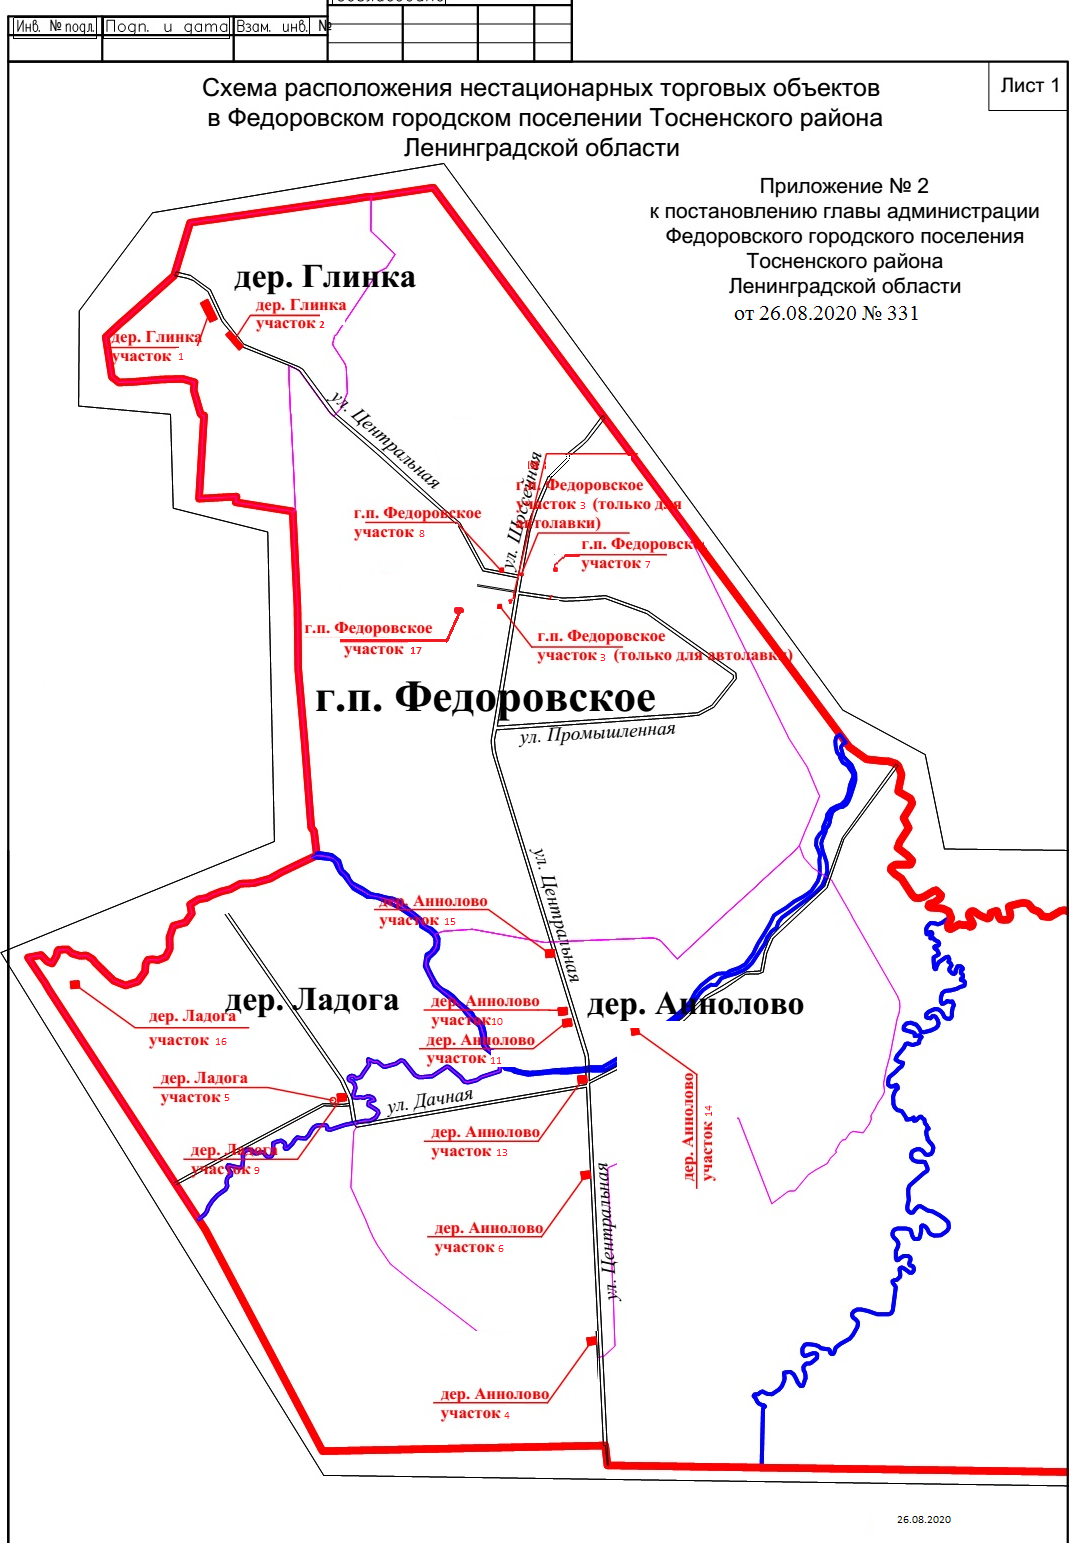 Инв. № подл.
Подп. и дата
Взам. инв. №
Лист 1
Схема расположения нестационарных торговых объектов
в Федоровском городском поселении Тосненского района
Ленинградской области
Приложение № 2
к постановлению главы администрации
Федоровского городского поселения
Тосненского района
Ленинградской области
от 26.08.2020 № 331
дер. Глинка
дер. Глинка
участок 2
дер. Глинка
участок 1
ул. Центральная
ул. Шоссейная
г.п. Федоровское
участок 3 (только для
автолавки)
г.п. Федоровское
участок 8
г.п. Федоровск
участок 7
г.п. Федоровское
участок 17
г.п. Федоровское
участок 3 (только для автолавки)
г.п. Федоровское
ул. Промышленная
ул. Центральная
дер. Аннолово
участок 15
дер. Ладога
дер. Аннолово
дер. Аннолово
участок 10
дер. Ладога
участок 16
дер. Аннолово
участок 11
дер. Ладога
участок 5
ул. Дачная
дер. Аннолово
участок 14
дер. Аннолово
участок 13
дер. Ладога
участок 9
ул. Центральная
дер. Аннолово
участок 6
дер. Аннолово
участок 4
26.08.2020